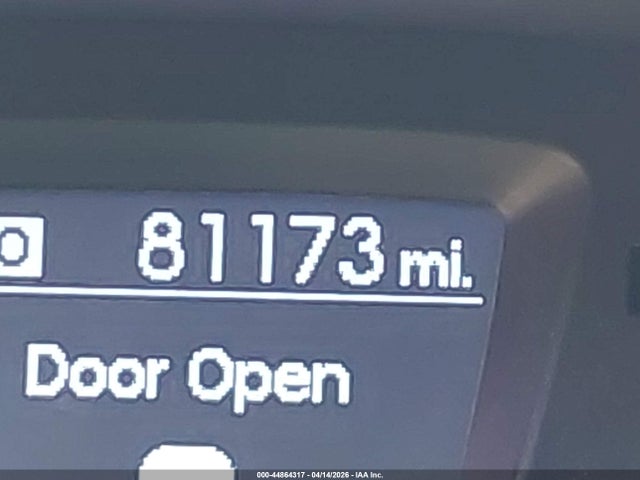 O 81173 mi.
Door Open
000-44864317 - 04/14/2026 - IAA Inc.